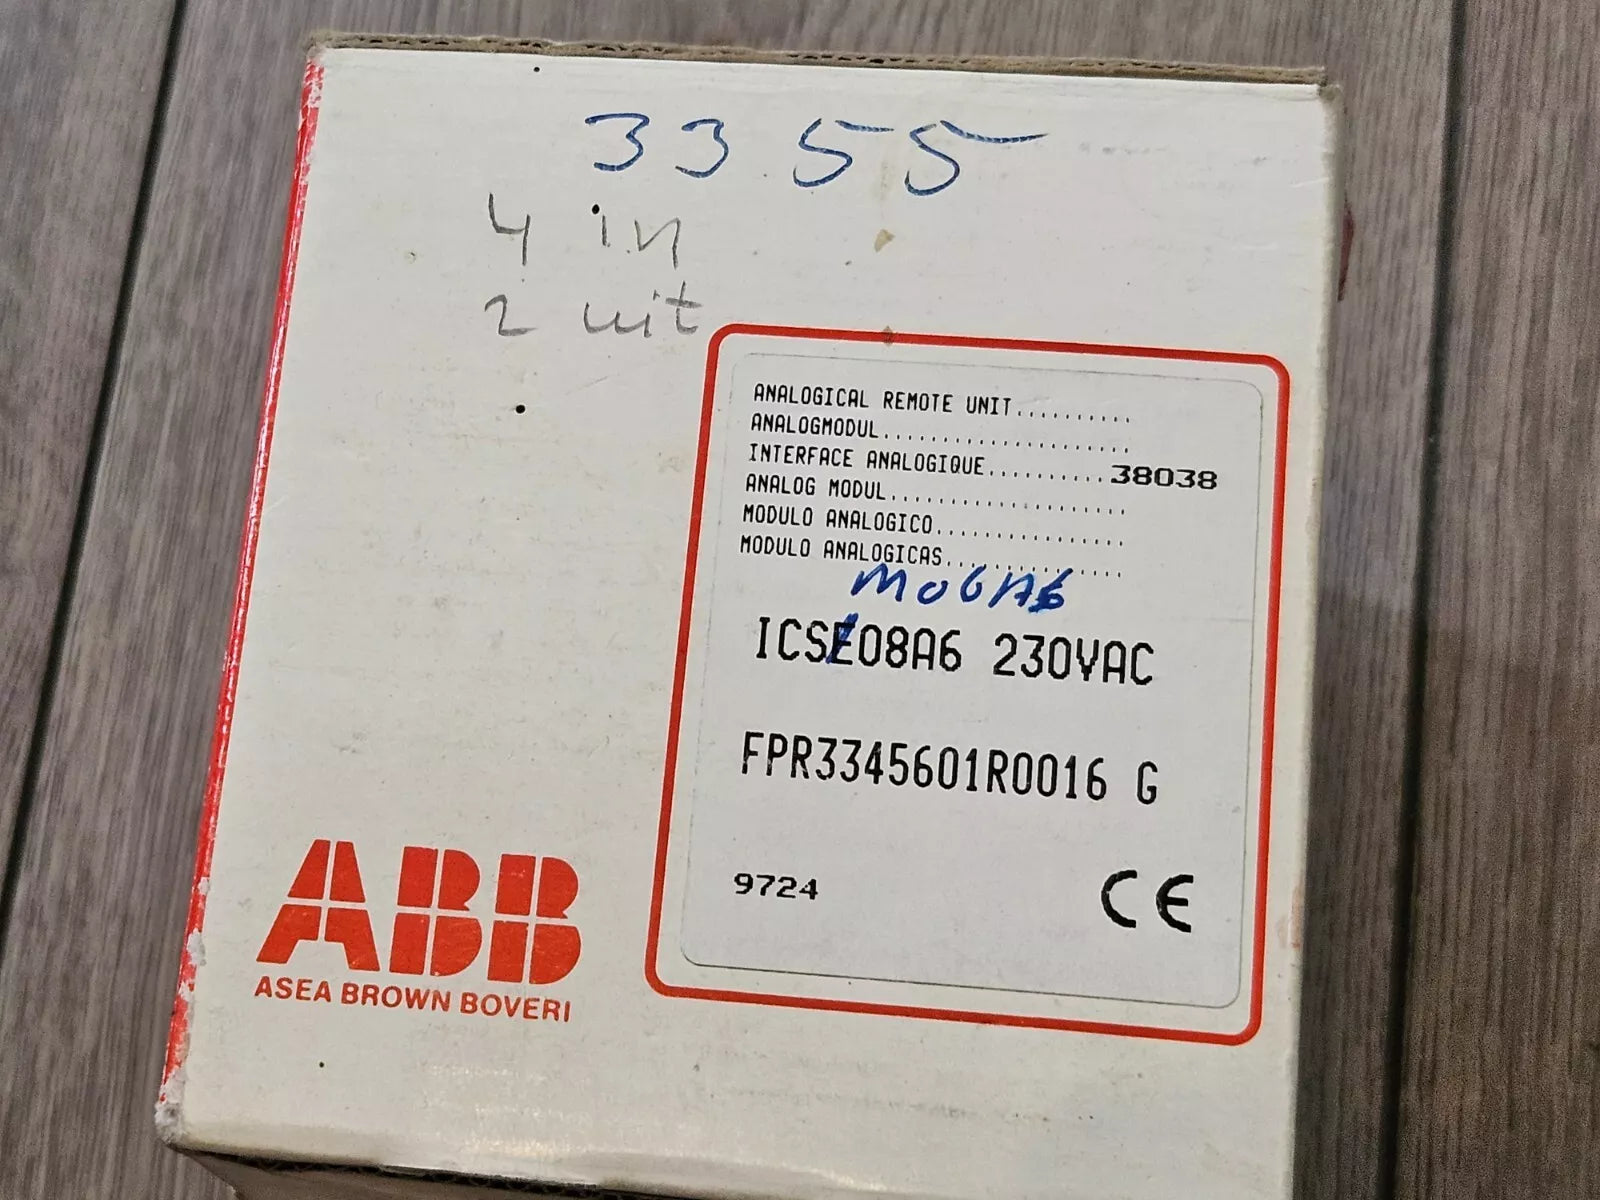 3355
4 in
2 uit
ANALOGICAL REMOTE UNIT..........
ANALOGMODUL.....................
INTERFACE ANALOGIQUE..........38038
ANALOG MODUL....................
MODULO ANALOGICO................
MODULO ANALOGICAS...............
ICSE08A6 230VAC
FPR3345601R0016 G
9724 CE
ABB
ASEA BROWN BOVERI